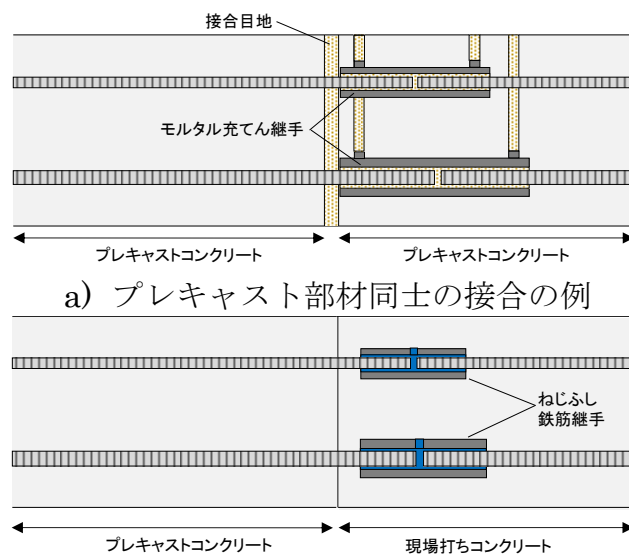 接合目地
モルタル充てん継手
プレキャストコンクリート
プレキャストコンクリート
a) プレキャスト部材同士の接合の例
ねじふし
鉄筋継手
プレキャストコンクリート
現場打ちコンクリート